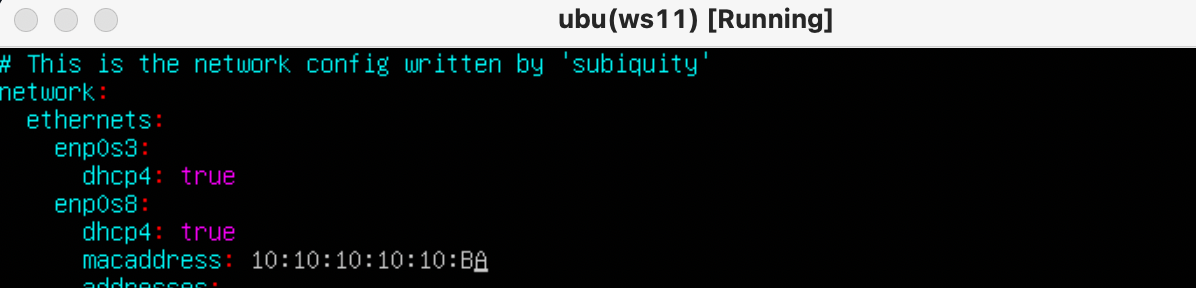 ubu(ws11) [Running]
# This is the network config written by 'subiquity'
network:
  ethernets:
    enp0s3:
      dhcp4: true
    enp0s8:
      dhcp4: true
      macaddress: 10:10:10:10:10:BA
      addresses: